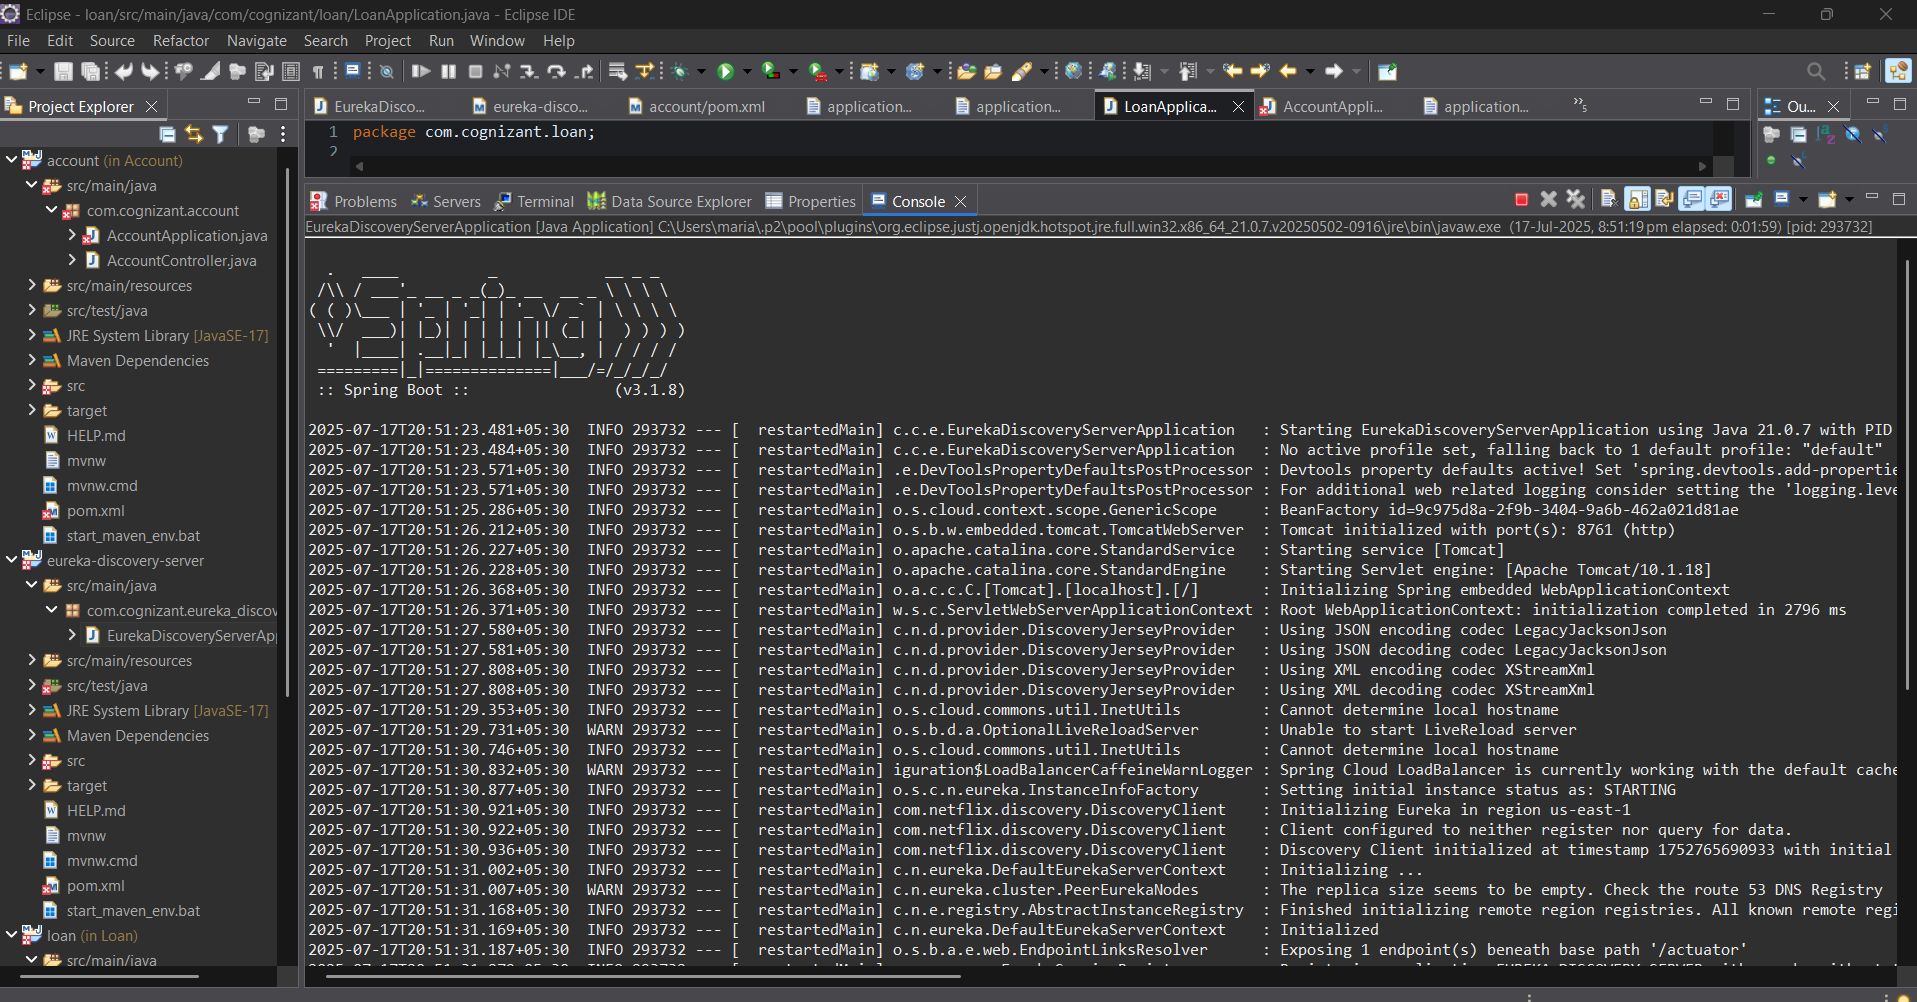 Eclipse - loan/src/main/java/com/cognizant/loan/LoanApplication.java - Eclipse IDE
File Edit Source Refactor Navigate Search Project Run Window Help
Project Explorer
EurekaDisco...
eureka-disco...
account/pom.xml
application...
application...
LoanApplica...
AccountAppli...
application...
»5
Ou...
account (in Account)
src/main/java
com.cognizant.account
AccountApplication.java
AccountController.java
src/main/resources
src/test/java
JRE System Library [JavaSE-17]
Maven Dependencies
src
target
HELP.md
mvnw
mvnw.cmd
pom.xml
start_maven_env.bat
eureka-discovery-server
src/main/java
com.cognizant.eureka_discov
EurekaDiscoveryServerAp
src/main/resources
src/test/java
JRE System Library [JavaSE-17]
Maven Dependencies
src
target
HELP.md
mvnw
mvnw.cmd
pom.xml
start_maven_env.bat
loan (in Loan)
src/main/java
1 package com.cognizant.loan;
2
Problems Servers Terminal Data Source Explorer Properties Console
EurekaDiscoveryServerApplication [Java Application] C:\Users\maria\.p2\pool\plugins\org.eclipse.justj.openjdk.hotspot.jre.full.win32.x86_64_21.0.7.v20250502-0916\jre\bin\javaw.exe (17-Jul-2025, 8:51:19 pm elapsed: 0:01:59) [pid: 293732]
:: Spring Boot :: (v3.1.8)
2025-07-17T20:51:23.481+05:30 INFO 293732 --- [ restartedMain] c.c.e.EurekaDiscoveryServerApplication : Starting EurekaDiscoveryServerApplication using Java 21.0.7 with PID
2025-07-17T20:51:23.484+05:30 INFO 293732 --- [ restartedMain] c.c.e.EurekaDiscoveryServerApplication : No active profile set, falling back to 1 default profile: "default"
2025-07-17T20:51:23.571+05:30 INFO 293732 --- [ restartedMain] .e.DevToolsPropertyDefaultsPostProcessor : Devtools property defaults active! Set 'spring.devtools.add-propertie
2025-07-17T20:51:23.571+05:30 INFO 293732 --- [ restartedMain] .e.DevToolsPropertyDefaultsPostProcessor : For additional web related logging consider setting the 'logging.leve
2025-07-17T20:51:25.286+05:30 INFO 293732 --- [ restartedMain] o.s.cloud.context.scope.GenericScope : BeanFactory id=9c975d8a-2f9b-3404-9a6b-462a021d81ae
2025-07-17T20:51:26.212+05:30 INFO 293732 --- [ restartedMain] o.s.b.w.embedded.tomcat.TomcatWebServer : Tomcat initialized with port(s): 8761 (http)
2025-07-17T20:51:26.227+05:30 INFO 293732 --- [ restartedMain] o.apache.catalina.core.StandardService : Starting service [Tomcat]
2025-07-17T20:51:26.228+05:30 INFO 293732 --- [ restartedMain] o.apache.catalina.core.StandardEngine : Starting Servlet engine: [Apache Tomcat/10.1.18]
2025-07-17T20:51:26.368+05:30 INFO 293732 --- [ restartedMain] o.a.c.c.C.[Tomcat].[localhost].[/] : Initializing Spring embedded WebApplicationContext
2025-07-17T20:51:26.371+05:30 INFO 293732 --- [ restartedMain] w.s.c.ServletWebServerApplicationContext : Root WebApplicationContext: initialization completed in 2796 ms
2025-07-17T20:51:27.580+05:30 INFO 293732 --- [ restartedMain] c.n.d.provider.DiscoveryJerseyProvider : Using JSON encoding codec LegacyJacksonJson
2025-07-17T20:51:27.581+05:30 INFO 293732 --- [ restartedMain] c.n.d.provider.DiscoveryJerseyProvider : Using JSON decoding codec LegacyJacksonJson
2025-07-17T20:51:27.808+05:30 INFO 293732 --- [ restartedMain] c.n.d.provider.DiscoveryJerseyProvider : Using XML encoding codec XStreamXml
2025-07-17T20:51:27.808+05:30 INFO 293732 --- [ restartedMain] c.n.d.provider.DiscoveryJerseyProvider : Using XML decoding codec XStreamXml
2025-07-17T20:51:29.353+05:30 INFO 293732 --- [ restartedMain] o.s.cloud.commons.util.InetUtils : Cannot determine local hostname
2025-07-17T20:51:29.731+05:30 WARN 293732 --- [ restartedMain] o.s.b.d.a.OptionalLiveReloadServer : Unable to start LiveReload server
2025-07-17T20:51:30.746+05:30 INFO 293732 --- [ restartedMain] o.s.cloud.commons.util.InetUtils : Cannot determine local hostname
2025-07-17T20:51:30.832+05:30 WARN 293732 --- [ restartedMain] iguration$LoadBalancerCaffeineWarnLogger : Spring Cloud LoadBalancer is currently working with the default cache
2025-07-17T20:51:30.877+05:30 INFO 293732 --- [ restartedMain] o.s.c.n.eureka.InstanceInfoFactory : Setting initial instance status as: STARTING
2025-07-17T20:51:30.921+05:30 INFO 293732 --- [ restartedMain] com.netflix.discovery.DiscoveryClient : Initializing Eureka in region us-east-1
2025-07-17T20:51:30.922+05:30 INFO 293732 --- [ restartedMain] com.netflix.discovery.DiscoveryClient : Client configured to neither register nor query for data.
2025-07-17T20:51:30.936+05:30 INFO 293732 --- [ restartedMain] com.netflix.discovery.DiscoveryClient : Discovery Client initialized at timestamp 1752765690933 with initial
2025-07-17T20:51:31.002+05:30 INFO 293732 --- [ restartedMain] c.n.eureka.DefaultEurekaServerContext : Initializing ...
2025-07-17T20:51:31.007+05:30 WARN 293732 --- [ restartedMain] c.n.eureka.cluster.PeerEurekaNodes : The replica size seems to be empty. Check the route 53 DNS Registry
2025-07-17T20:51:31.168+05:30 INFO 293732 --- [ restartedMain] c.n.e.registry.AbstractInstanceRegistry : Finished initializing remote region registries. All known remote regi
2025-07-17T20:51:31.169+05:30 INFO 293732 --- [ restartedMain] c.n.eureka.DefaultEurekaServerContext : Initialized
2025-07-17T20:51:31.187+05:30 INFO 293732 --- [ restartedMain] o.s.b.a.e.web.EndpointLinksResolver : Exposing 1 endpoint(s) beneath base path '/actuator'